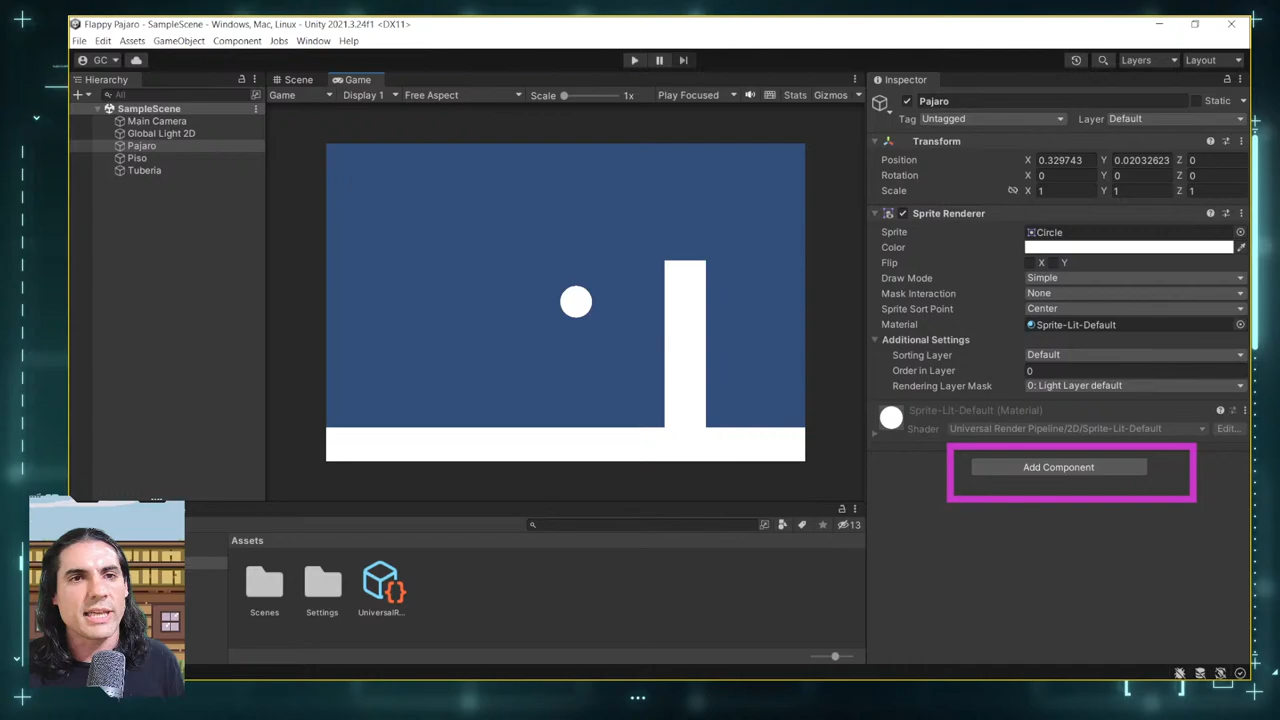 Flappy Pajaro - SampleScene - Windows, Mac, Linux - Unity 2021.3.24f1 <DX11>
File Edit Assets GameObject Component Jobs Window Help
GC Layers Layout
Hierarchy
All
SampleScene
Main Camera
Global Light 2D
Pajaro
Piso
Tuberia
Scene Game
Game Display 1 Free Aspect Scale 1x Play Focused Stats Gizmos
Inspector
Pajaro Static
Tag Untagged Layer Default
Transform
Position X 0.329743 Y 0.02032623 Z 0
Rotation X 0 Y 0 Z 0
Scale X 1 Y 1 Z 1
Sprite Renderer
Sprite Circle
Color
Flip X Y
Draw Mode Simple
Mask Interaction None
Sprite Sort Point Center
Material Sprite-Lit-Default
Additional Settings
Sorting Layer Default
Order in Layer 0
Rendering Layer Mask 0: Light Layer default
Sprite-Lit-Default (Material)
Shader Universal Render Pipeline/2D/Sprite-Lit-Default Edit...
Add Component
13
Assets
Scenes Settings UniversalR...